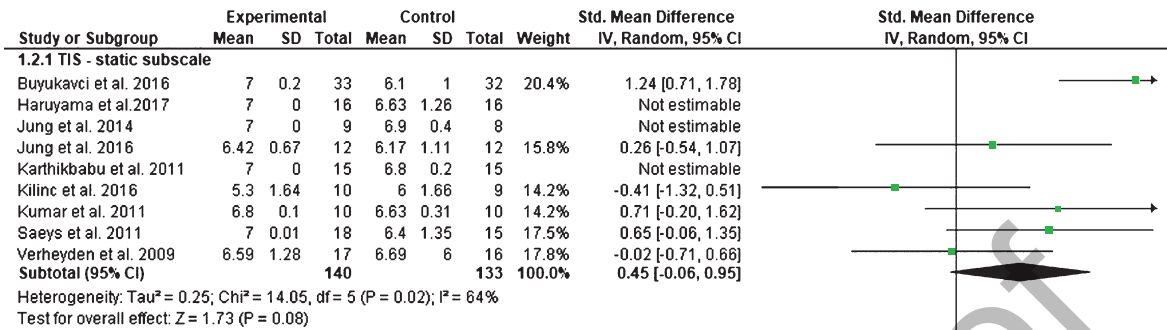 Experimental Control Std. Mean Difference Std. Mean Difference
Study or Subgroup Mean SD Total Mean SD Total Weight IV, Random, 95% CI IV, Random, 95% CI
1.2.1 TIS - static subscale
Buyukavci et al. 2016 7 0.2 33 6.1 1 32 20.4% 1.24 [0.71, 1.78]
Haruyama et al.2017 7 0 16 6.63 1.26 16 Not estimable
Jung et al. 2014 7 0 9 6.9 0.4 8 Not estimable
Jung et al. 2016 6.42 0.67 12 6.17 1.11 12 15.8% 0.26 [-0.54, 1.07]
Karthikbabu et al. 2011 7 0 15 6.8 0.2 15 Not estimable
Kilinc et al. 2016 5.3 1.64 10 6 1.66 9 14.2% -0.41 [-1.32, 0.51]
Kumar et al. 2011 6.8 0.1 10 6.63 0.31 10 14.2% 0.71 [-0.20, 1.62]
Saeys et al. 2011 7 0.01 18 6.4 1.35 15 17.5% 0.65 [-0.06, 1.35]
Verheyden et al. 2009 6.59 1.28 17 6.69 6 16 17.8% -0.02 [-0.71, 0.66]
Subtotal (95% CI) 140 133 100.0% 0.45 [-0.06, 0.95]
Heterogeneity: Tau² = 0.25; Chi² = 14.05, df = 5 (P = 0.02); I² = 64%
Test for overall effect: Z = 1.73 (P = 0.08)